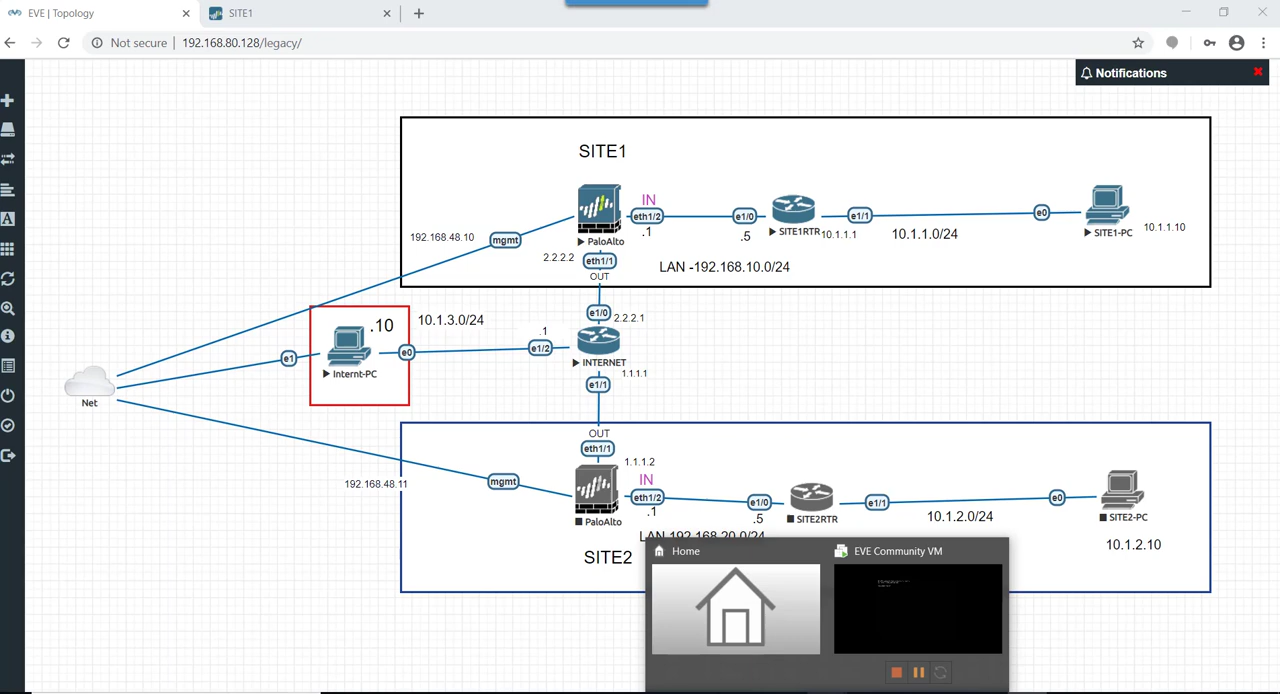 EVE | Topology
SITE1
Not secure | 192.168.80.128/legacy/
Notifications
SITE1
IN
eth1/2
.1
e1/0
.5
SITE1RTR
10.1.1.1
e1/1
10.1.1.0/24
e0
SITE1-PC
10.1.1.10
192.168.48.10
mgmt
PaloAlto
2.2.2.2
eth1/1
OUT
LAN -192.168.10.0/24
.10
10.1.3.0/24
e1/0
2.2.2.1
.1
e1
e0
e1/2
INTERNET
Internt-PC
1.1.1.1
e1/1
Net
OUT
eth1/1
1.1.1.2
192.168.48.11
mgmt
IN
eth1/2
.1
PaloAlto
e1/0
.5
SITE2RTR
e1/1
10.1.2.0/24
e0
SITE2-PC
10.1.2.10
LAN 192.168.20.0/24
SITE2
Home
EVE Community VM